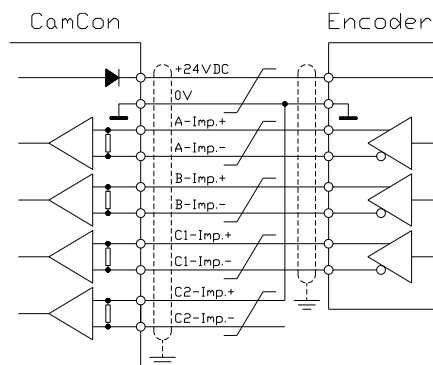 CamCon
Encoder
+24VDC
0V
A-Imp.+
A-Imp.-
B-Imp.+
B-Imp.-
C1-Imp.+
C1-Imp.-
C2-Imp.+
C2-Imp.-